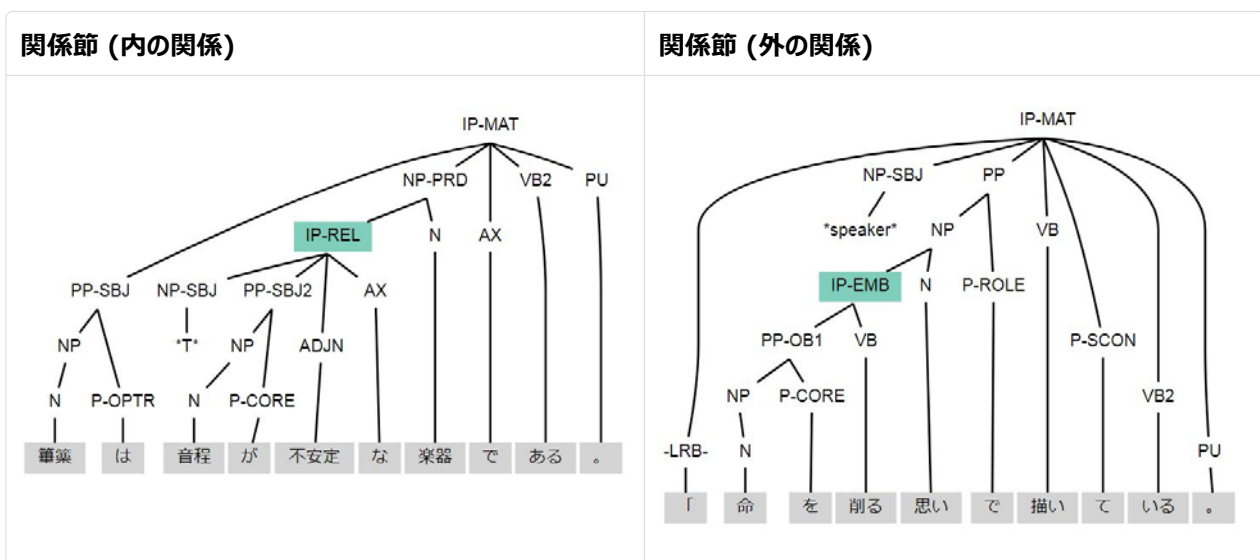 関係節 (内の関係)
IP-MAT
NP-PRD VB2 PU
IP-REL N AX
PP-SBJ NP-SBJ PP-SBJ2 AX
NP *T* NP ADJN
N P-OPTR N P-CORE
篳篥 は 音程 が 不安定 な 楽器 で ある 。
関係節 (外の関係)
IP-MAT
NP-SBJ PP
*speaker* NP VB
IP-EMB N P-ROLE
PP-OB1 VB P-SCON
NP P-CORE VB2
-LRB- N PU
「 命 を 削る 思い で 描い て いる 。